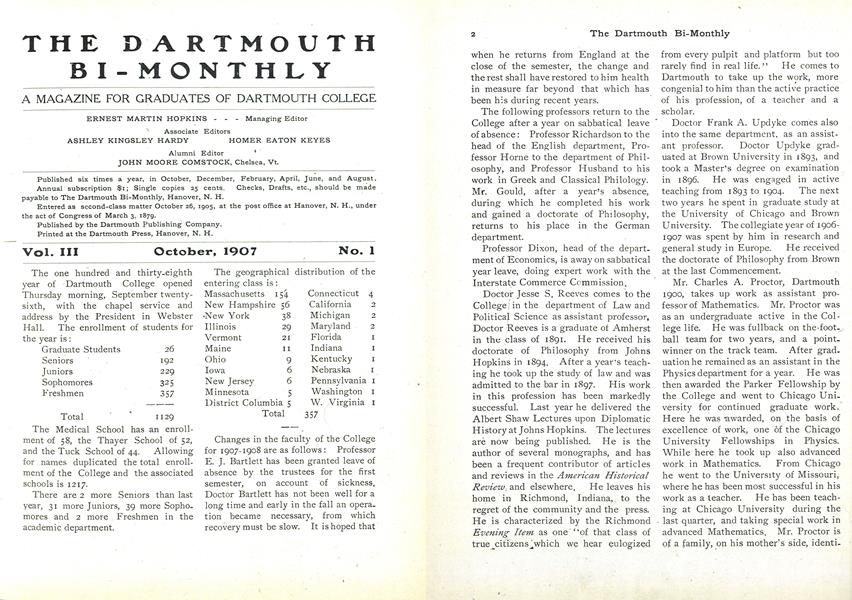 THE DARTMOUTH
BI-MONTHLY
A MAGAZINE FOR GRADUATES OF DARTMOUTH COLLEGE
ERNEST MARTIN HOPKINS - - - Managing Editor
Associate Editors
ASHLEY KINGSLEY HARDY HOMER EATON KEYES
Alumni Editor
JOHN MOORE COMSTOCK, Chelsea, Vt.
Published six times a year, in October, December, February, April, June, and August.
Annual subscription $1; Single copies 25 cents. Checks, Drafts, etc., should be made
payable to The Dartmouth Bi-Monthly, Hanover, N. H.
Entered as second-class matter October 26, 1905, at the post office at Hanover, N. H., under
the act of Congress of March 3, 1879.
Published by the Dartmouth Publishing Company.
Printed at the Dartmouth Press, Hanover, N. H.
Vol. III October, 1907 No. 1
The one hundred and thirty-eighth
year of Dartmouth College opened
Thursday morning, September twenty-
sixth, with the chapel service and
address by the President in Webster
Hall. The enrollment of students for
the year is:
Graduate Students 26
Seniors 192
Juniors 229
Sophomores 325
Freshmen 357
Total 1129
The Medical School has an enroll-
ment of 58, the Thayer School of 52,
and the Tuck School of 44. Allowing
for names duplicated the total enroll-
ment of the College and the associated
schools is 1217.
There are 2 more Seniors than last
year, 31 more Juniors, 39 more Sopho-
mores and 2 more Freshmen in the
academic department.
The geographical distribution of the
entering class is:
Massachusetts 154 Connecticut 4
New Hampshire 56 California 2
New York 38 Michigan 2
Illinois 29 Maryland 2
Vermont 21 Florida 1
Maine 11 Indiana 1
Ohio 9 Kentucky 1
Iowa 6 Nebraska 1
New Jersey 6 Pennsylvania 1
Minnesota 5 Washington 1
District Columbia 5 W. Virginia 1
Total 357
Changes in the faculty of the College
for 1907-1908 are as follows: Professor
E. J. Bartlett has been granted leave of
absence by the trustees for the first
semester, on account of sickness,
Doctor Bartlett has not been well for a
long time and early in the fall an opera-
tion became necessary, from which
recovery must be slow. It is hoped that
2 The Dartmouth Bi-Monthly
when he returns from England at the
close of the semester, the change and
the rest shall have restored to him health
in measure far beyond that which has
been his during recent years.
The following professors return to the
College after a year on sabbatical leave
of absence: Professor Richardson to the
head of the English department, Pro-
fessor Horne to the department of Phil-
osophy, and Professor Husband to his
work in Greek and Classical Philology.
Mr. Gould, after a year's absence,
during which he completed his work
and gained a doctorate of Philosophy,
returns to his place in the German
department.
Professor Dixon, head of the depart-
ment of Economics, is away on sabbatical
year leave, doing expert work with the
Interstate Commerce Commission.
Doctor Jesse S. Reeves comes to the
College in the department of Law and
Political Science as assistant professor.
Doctor Reeves is a graduate of Amherst
in the class of 1891. He received his
doctorate of Philosophy from Johns
Hopkins in 1894. After a year's teach-
ing he took up the study of law and was
admitted to the bar in 1897. His work
in this profession has been markedly
successful. Last year he delivered the
Albert Shaw Lectures upon Diplomatic
History at Johns Hopkins. The lectures
are now being published. He is the
author of several monographs, and has
been a frequent contributor of articles
and reviews in the American Historical
Review and elsewhere. He leaves his
home in Richmond, Indiana, to the
regret of the community and the press.
He is characterized by the Richmond
Evening Item as one "of that class of
true citizens which we hear eulogized
from every pulpit and platform but too
rarely find in real life." He comes to
Dartmouth to take up the work, more
congenial to him than the active practice
of his profession, of a teacher and a
scholar.
Doctor Frank A. Updyke comes also
into the same department, as an assist-
ant professor. Doctor Updyke grad-
uated at Brown University in 1893, and
took a Master's degree on examination
in 1896. He was engaged in active
teaching from 1893 to 1904. The next
two years he spent in graduate study at
the University of Chicago and Brown
University. The collegiate year of 1906-
1907 was spent by him in research and
general study in Europe. He received
the doctorate of Philosophy from Brown
at the last Commencement.
Mr. Charles A. Proctor, Dartmouth
1900, takes up work as assistant pro-
fessor of Mathematics. Mr. Proctor was
as an undergraduate active in the Col-
lege life. He was fullback on the foot-
ball team for two years, and a point-
winner on the track team. After grad-
uation he remained as an assistant in the
Physics department for a year. He was
then awarded the Parker Fellowship by
the College and went to Chicago Uni-
versity for continued graduate work.
Here he was awarded, on the basis of
excellence of work, one of the Chicago
University Fellowships in Physics.
While here he took up also advanced
work in Mathematics. From Chicago
he went to the University of Missouri,
where he has been most successful in his
work as a teacher. He has been teach-
ing at Chicago University during the
last quarter, and taking special work in
advanced Mathematics. Mr. Proctor is
of a family, on his mother's side, identi-